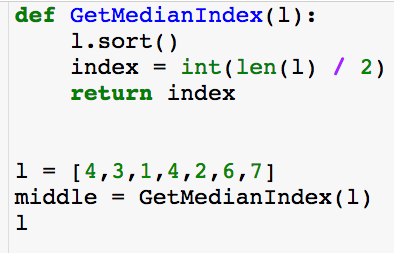 def GetMedianIndex(l):
    l.sort()
    index = int(len(l) / 2)
    return index
l = [4,3,1,4,2,6,7]
middle = GetMedianIndex(l)
l